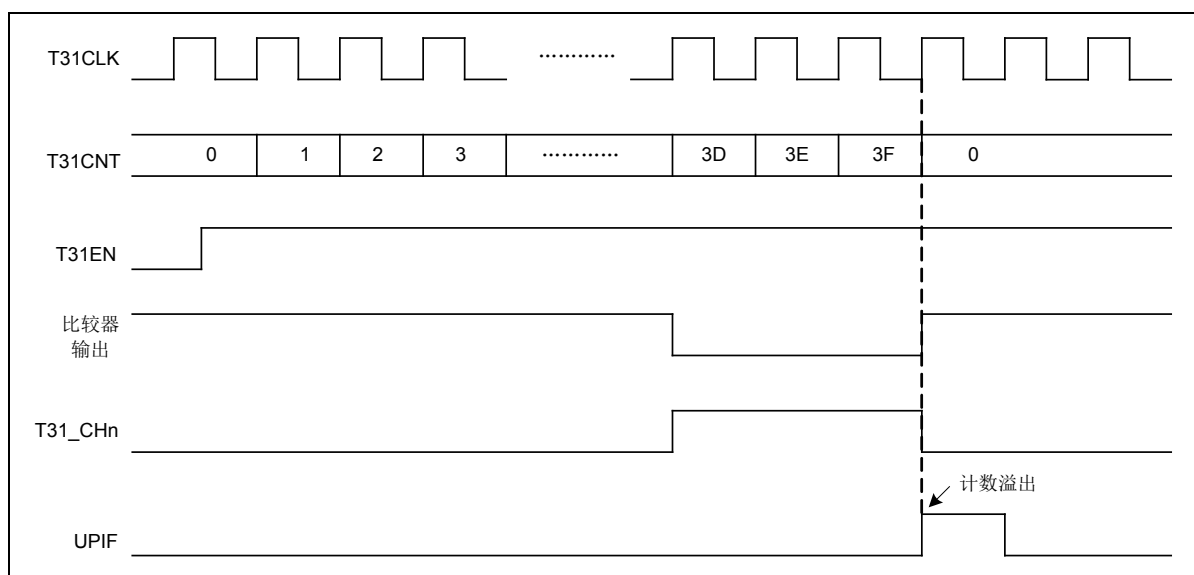 T31CLK
…………
T31CNT
0 1 2 3 ………… 3D 3E 3F 0
T31EN
比较器
输出
T31_CHn
计数溢出
UPIF